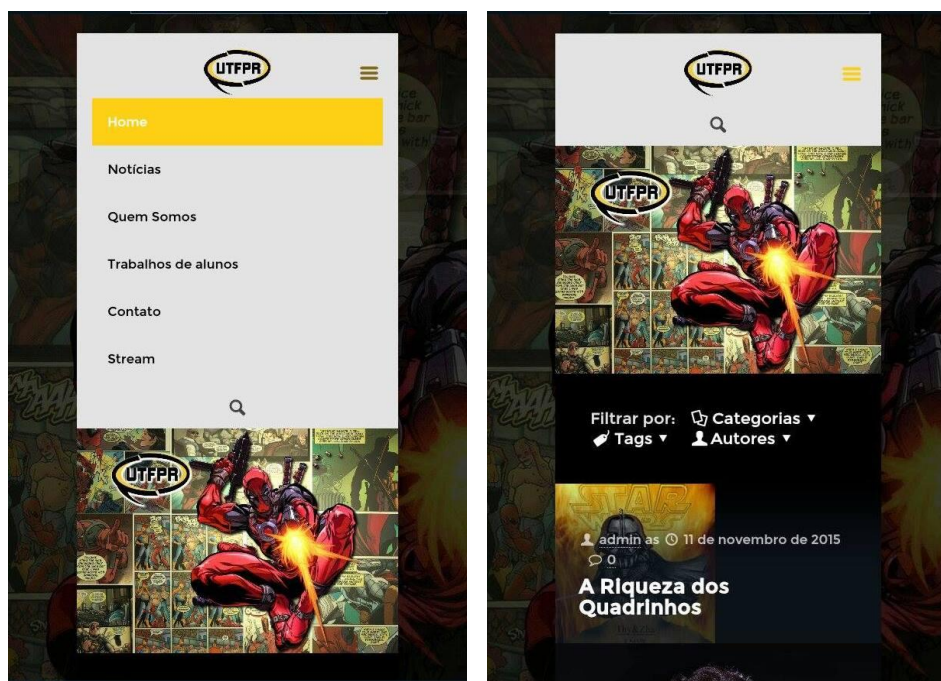 UTFPR
Home
Notícias
Quem Somos
Trabalhos de alunos
Contato
Stream
UTFPR
UTFPR
UTFPR
Filtrar por: Categorias ▾
Tags ▾ Autores ▾
STAR
admin as 11 de novembro de 2015
0
A Riqueza dos
Quadrinhos